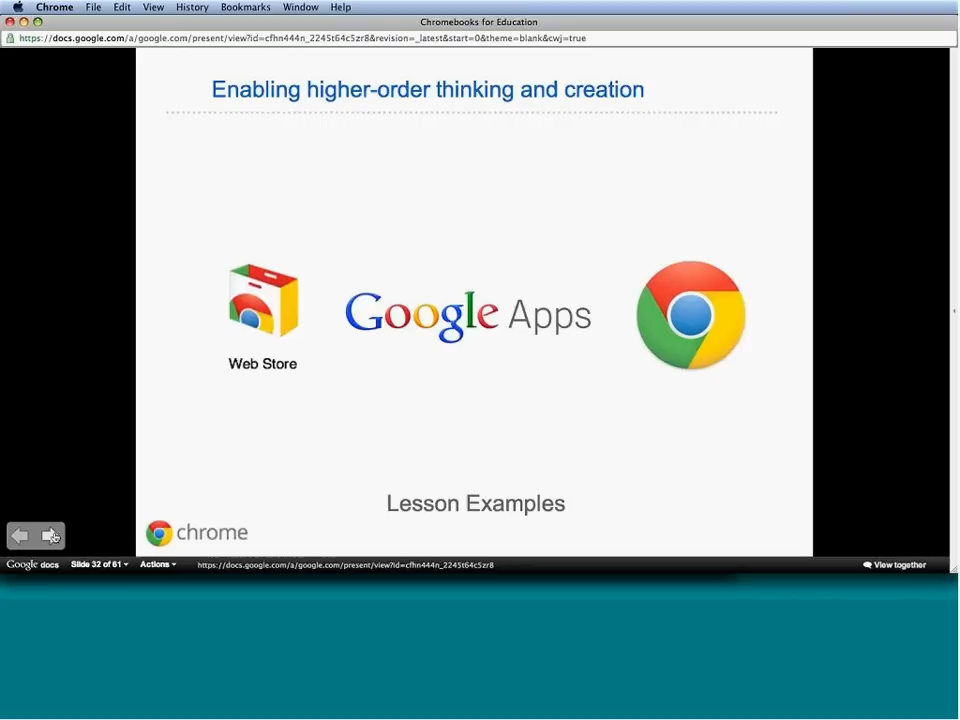 Chrome File Edit View History Bookmarks Window Help
Chromebooks for Education
https://docs.google.com/a/google.com/present/view?id=cfhn444n_2245t64c5zr8&revision=_latest&start=0&theme=blank&cwj=true
Enabling higher-order thinking and creation
Google Apps
Web Store
Lesson Examples
chrome
Google docs Slide 32 of 61 Actions https://docs.google.com/a/google.com/present/view?id=cfhn444n_2245t64c5zr8 View together